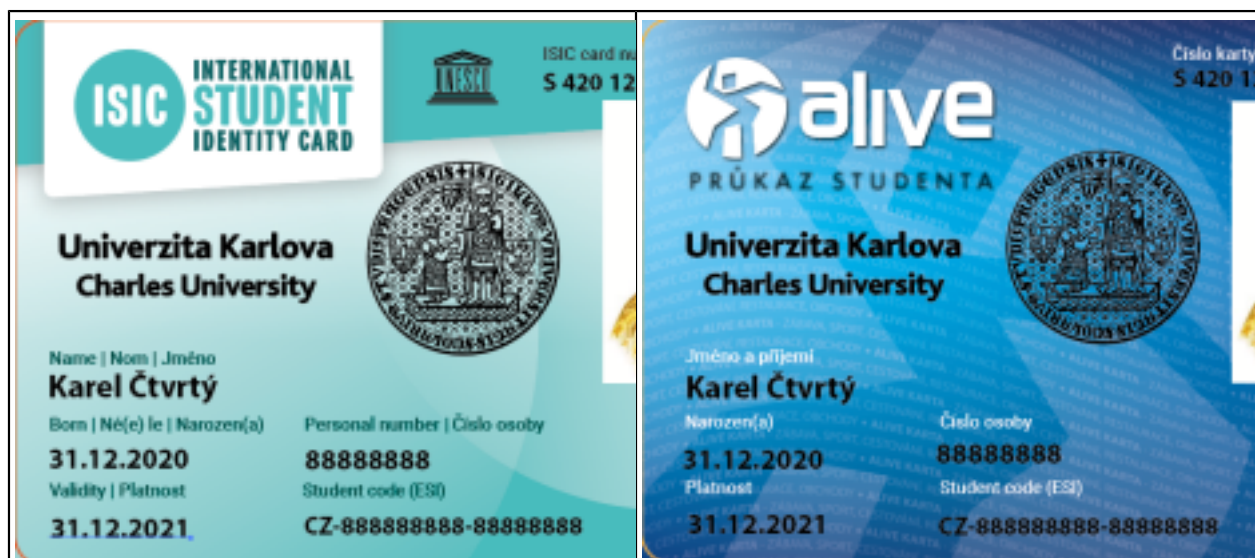 ISIC
INTERNATIONAL
STUDENT
IDENTITY CARD
UNESCO
ISIC card nu
S 420 12
Univerzita Karlova
Charles University
Name | Nom | Jméno
Karel Čtvrtý
Born | Né(e) le | Narozen(a)
Personal number | Číslo osoby
31.12.2020
88888888
Validity | Platnost
Student code (ESI)
31.12.2021
CZ-888888888-88888888
alive
PRŮKAZ STUDENTA
Číslo karty
S 420 1
Univerzita Karlova
Charles University
Jméno a příjemí
Karel Čtvrtý
Narozen(a)
Číslo osoby
31.12.2020
88888888
Platnost
Student code (ESI)
31.12.2021
CZ-888888888-88888888